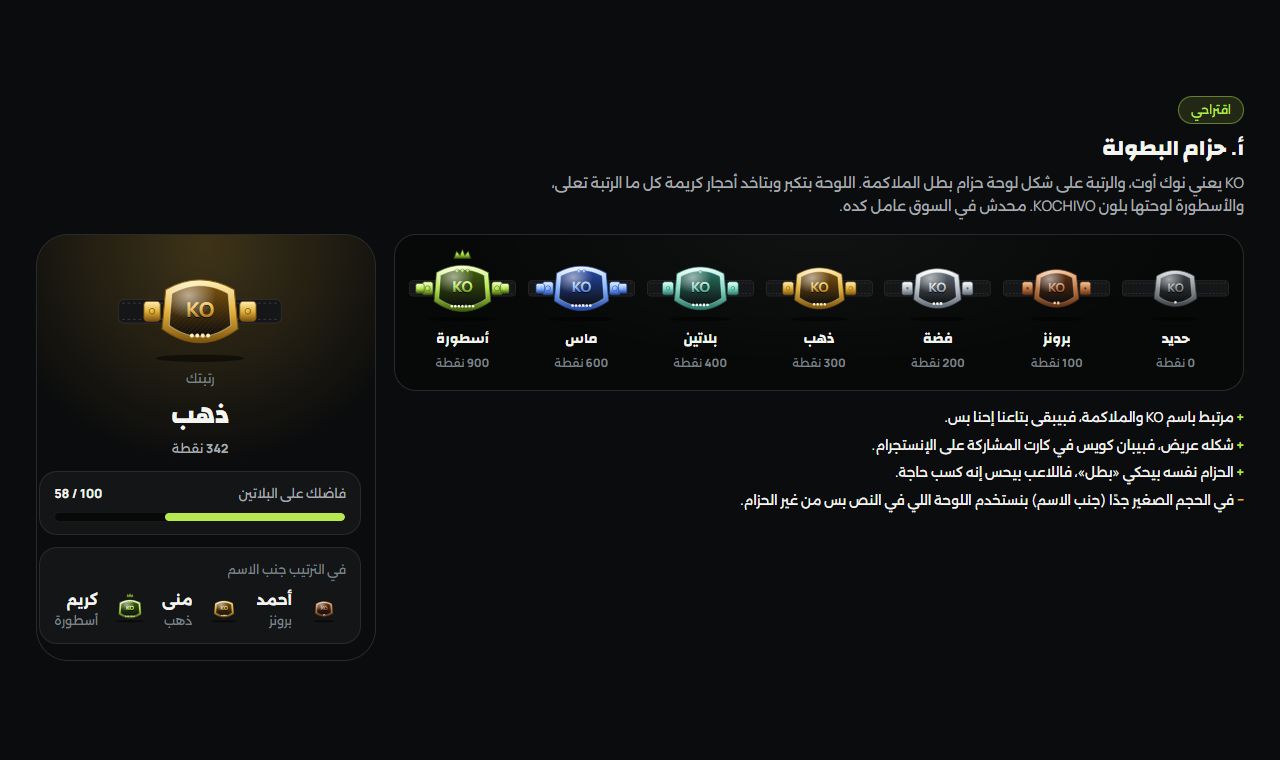 اقتراحي
أ. حزام البطولة
KO يعني نوك أوت، والرتبة على شكل لوحة حزام بطل الملاكمة. اللوحة بتكبر وبتاخد أحجار كريمة كل ما الرتبة تعلى،
والأسطورة لوحتها بلون KOCHIVO. محدش في السوق عامل كده.
KO KO KO KO KO KO KO
حديد برونز فضة ذهب بلاتين ماس أسطورة
0 نقطة 100 نقطة 200 نقطة 300 نقطة 400 نقطة 600 نقطة 900 نقطة
+ مرتبط باسم KO والملاكمة، فبيبقى بتاعنا إحنا بس.
+ شكله عريض، فبيبان كويس في كارت المشاركة على الإنستجرام.
+ الحزام نفسه بيحكي «بطل»، فاللاعب بيحس إنه كسب حاجة.
− في الحجم الصغير جدًا (جنب الاسم) بنستخدم اللوحة اللي في النص بس من غير الحزام.
KO
رتبتك
ذهب
342 نقطة
فاضلك على البلاتين 58 / 100
في الترتيب جنب الاسم
KO أحمد KO منى KO كريم
برونز ذهب أسطورة